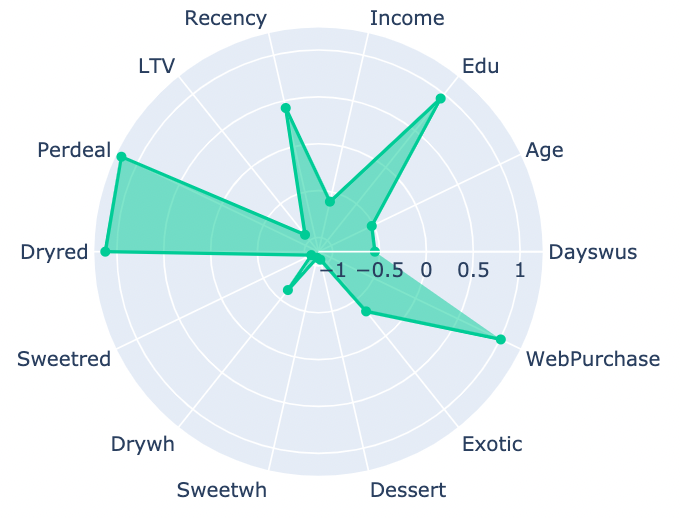 Recency
Income
LTV
Edu
Perdeal
Age
Dryred
Dayswus
−1
−0.5
0
0.5
1
Sweetred
WebPurchase
Drywh
Exotic
Sweetwh
Dessert